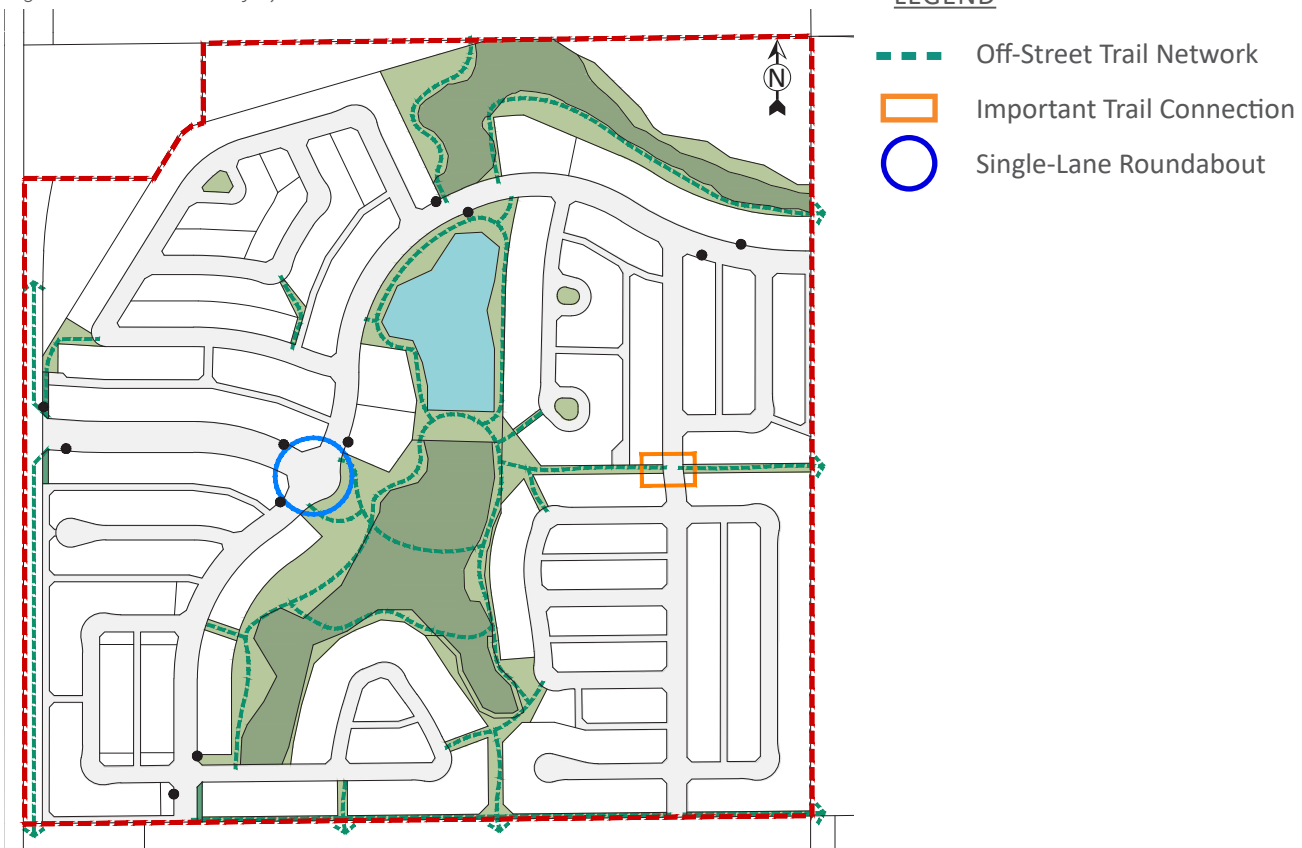 LEGEND
N
Off-Street Trail Network
Important Trail Connection
Single-Lane Roundabout